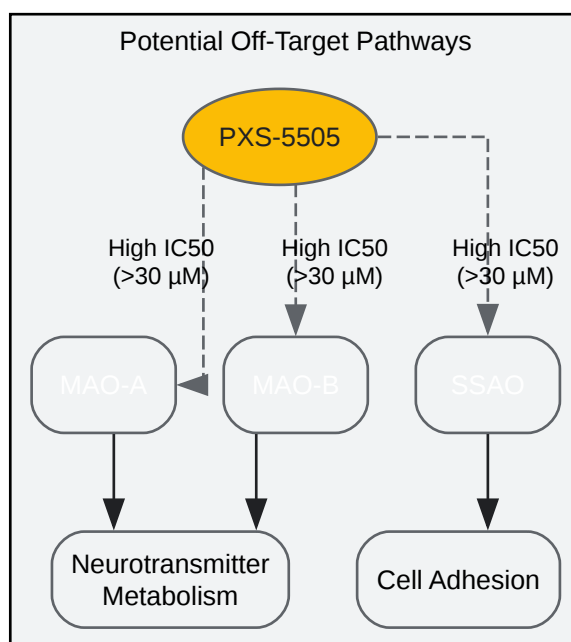 Potential Off-Target Pathways
PXS-5505
High IC50
(>30 µM)
High IC50
(>30 µM)
High IC50
(>30 µM)
MAO-A
MAO-B
SSAO
Neurotransmitter
Metabolism
Cell Adhesion